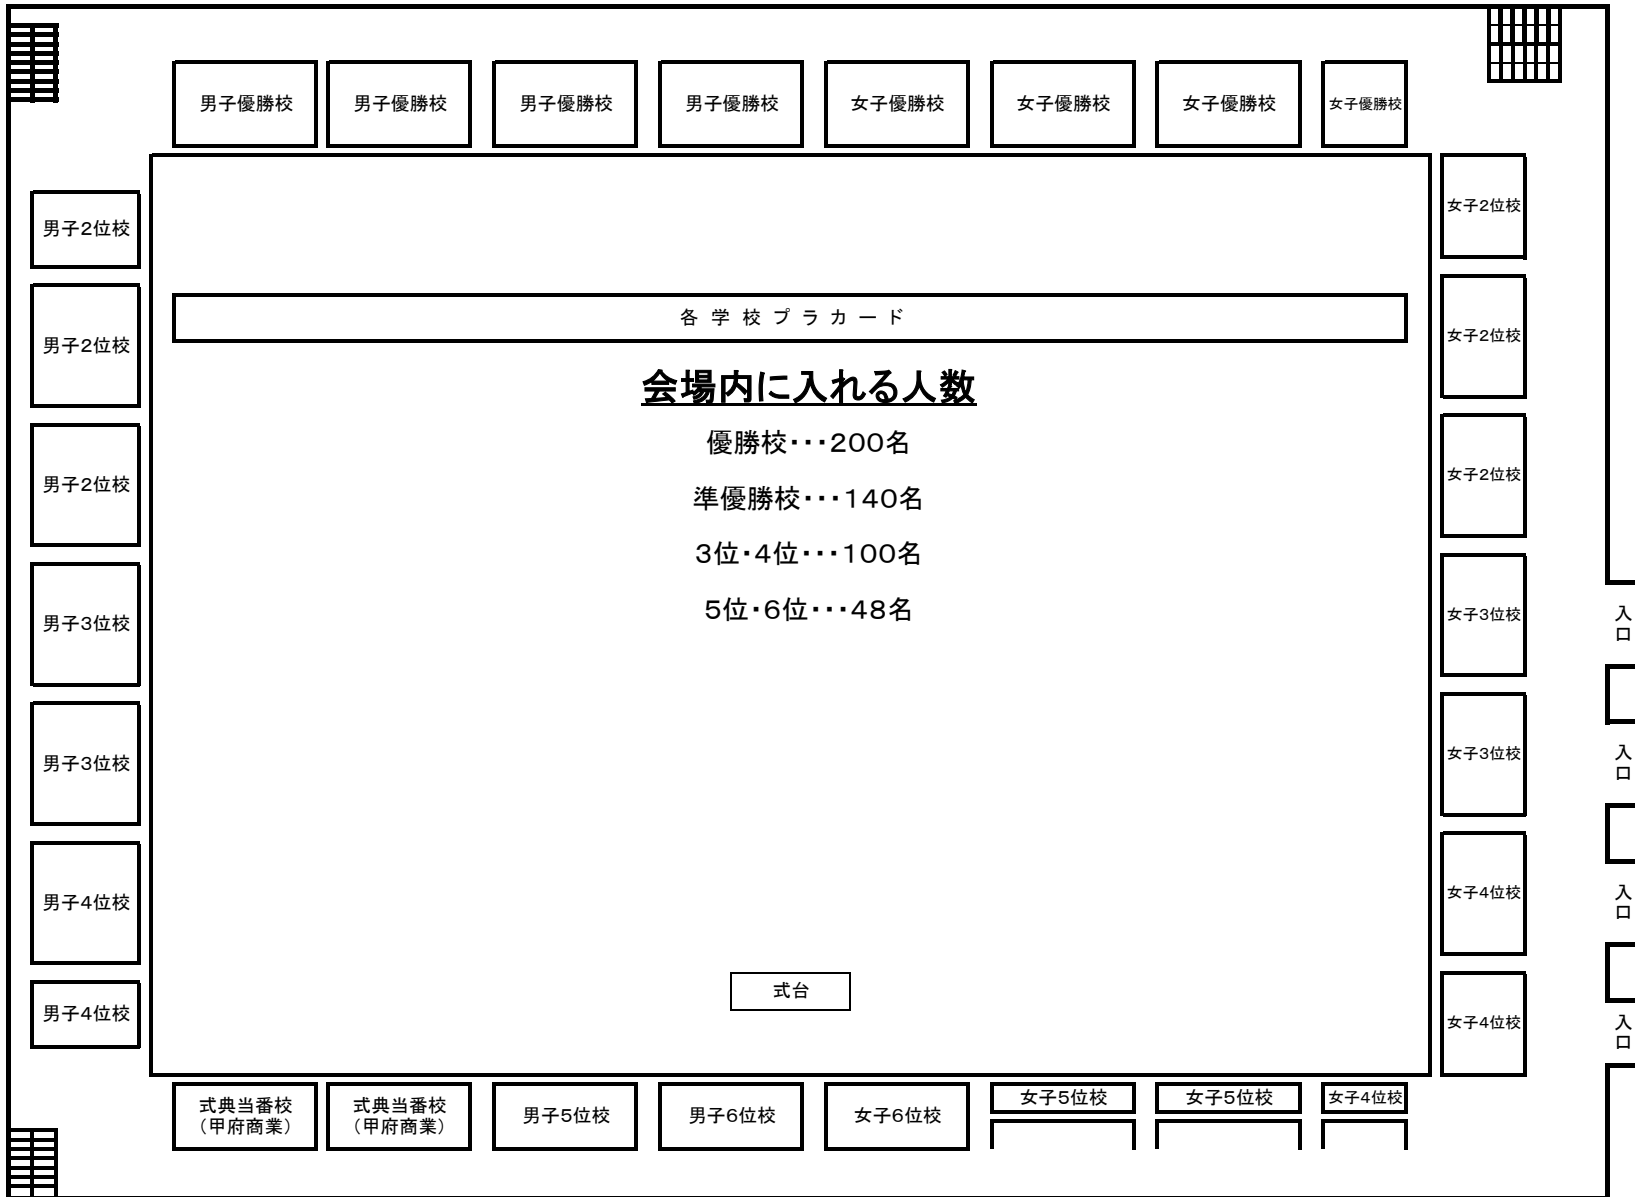 男子優勝校
男子優勝校
男子優勝校
男子優勝校
女子優勝校
女子優勝校
女子優勝校
女子優勝校
男子2位校
男子2位校
男子2位校
男子3位校
男子3位校
男子4位校
男子4位校
各学校プラカード
会場内に入れる人数
優勝校・・・200名
準優勝校・・・140名
3位・4位・・・100名
5位・6位・・・48名
式台
女子2位校
女子2位校
女子2位校
女子3位校
女子3位校
女子4位校
女子4位校
入口
入口
入口
入口
式典当番校
（甲府商業）
式典当番校
（甲府商業）
男子5位校
男子6位校
女子6位校
女子5位校
女子5位校
女子4位校